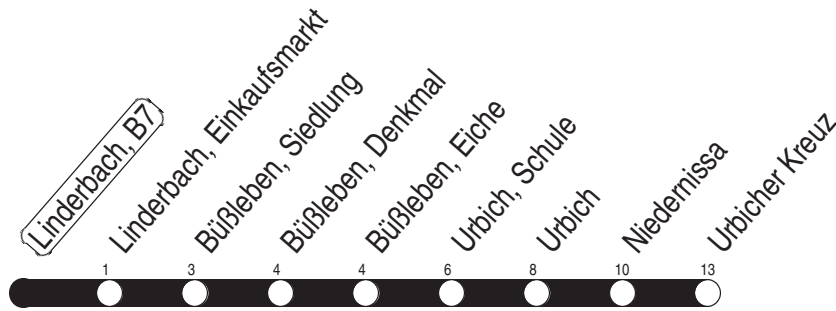 Linderbach, B7
Linderbach, Einkaufsmarkt
Büßleben, Siedlung
Büßleben, Denkmal
Büßleben, Eiche
Urbich, Schule
Urbich
Niedernissa
Urbicher Kreuz
1
3
4
4
6
8
10
13